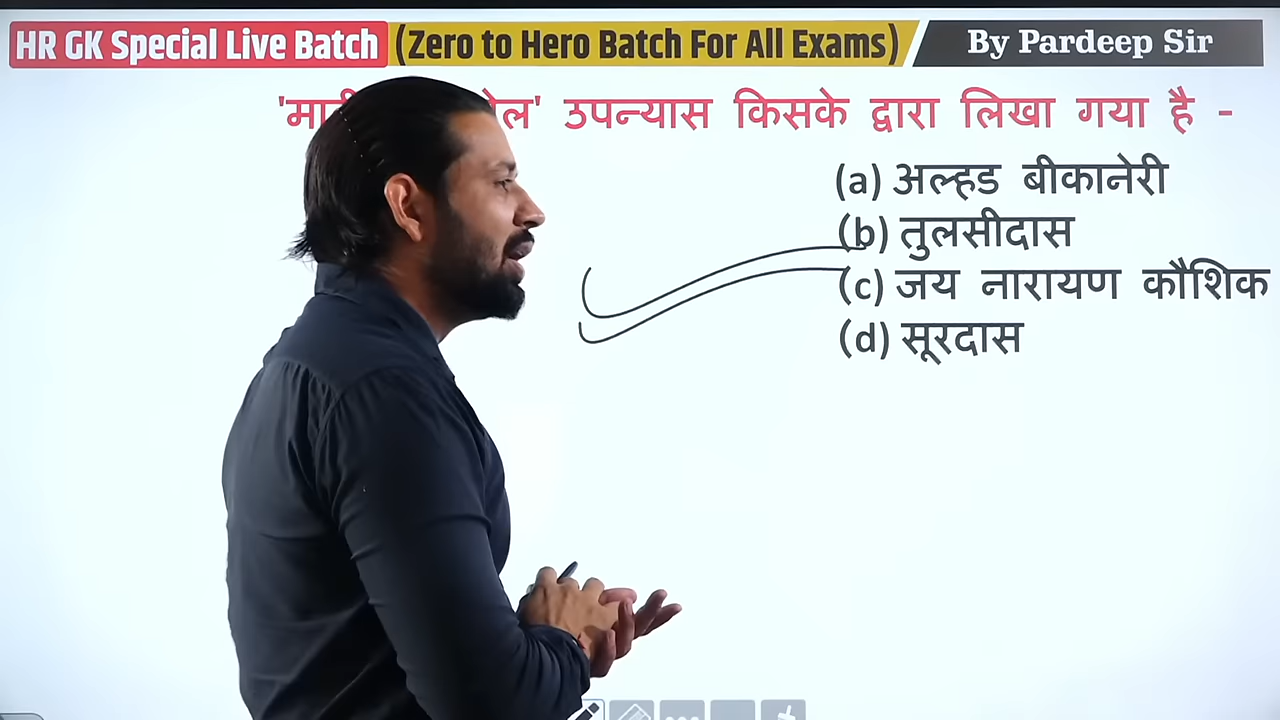 HR GK Special Live Batch (Zero to Hero Batch For All Exams) By Pardeep Sir
उपन्यास किसके द्वारा लिखा गया है -
(a) अल्हड बीकानेरी
(b) तुलसीदास
(c) जय नारायण कौशिक
(d) सूरदास